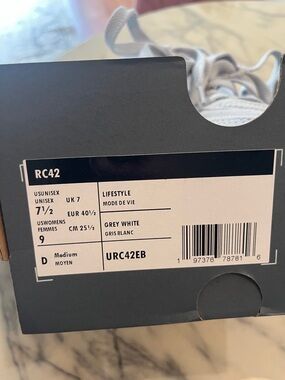 RC42
USUNISEX
UNISEX
7½
UK 7
EUR 40½
USWOMENS
FEMMES
9
CM 25½
D Medium
MOYEN
LIFESTYLE
MODE DE VIE
GREY WHITE
GRIS BLANC
URC42EB
1 97376 78781 6